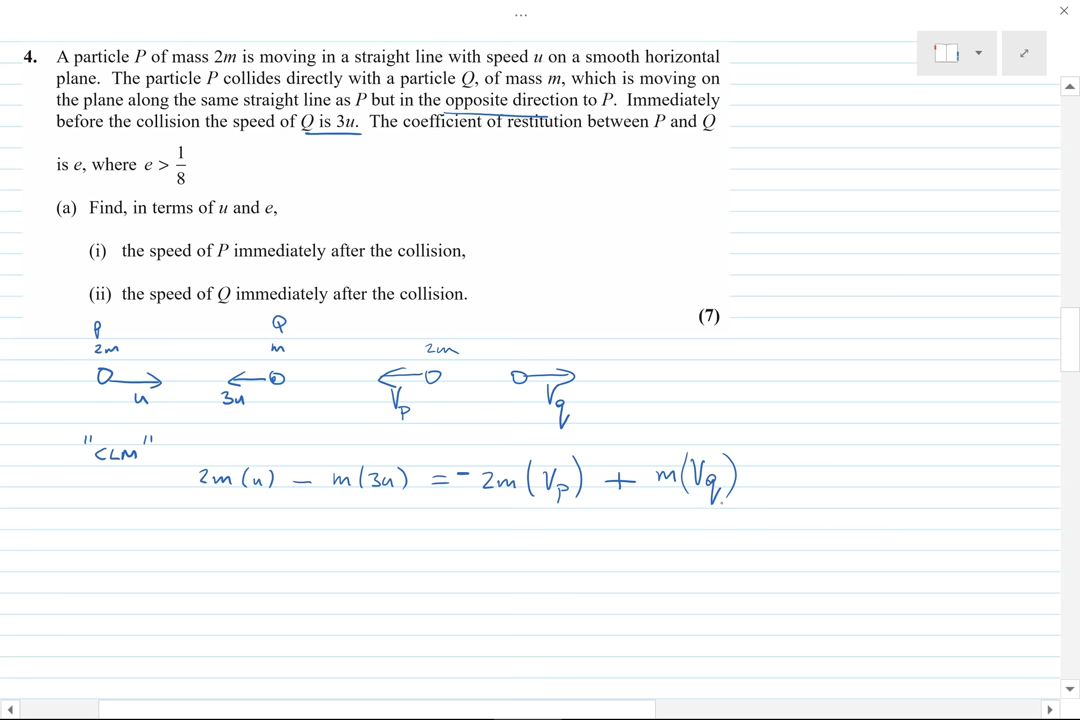 4. A particle P of mass 2m is moving in a straight line with speed u on a smooth horizontal
plane. The particle P collides directly with a particle Q, of mass m, which is moving on
the plane along the same straight line as P but in the opposite direction to P. Immediately
before the collision the speed of Q is 3u. The coefficient of restitution between P and Q
is e, where e > 1/8
(a) Find, in terms of u and e,
(i) the speed of P immediately after the collision,
(ii) the speed of Q immediately after the collision.
(7)
P Q
2m m 2m
u 3u Vp Vq
"CLM"
2m(u) − m(3u) = −2m(Vp) + m(Vq)